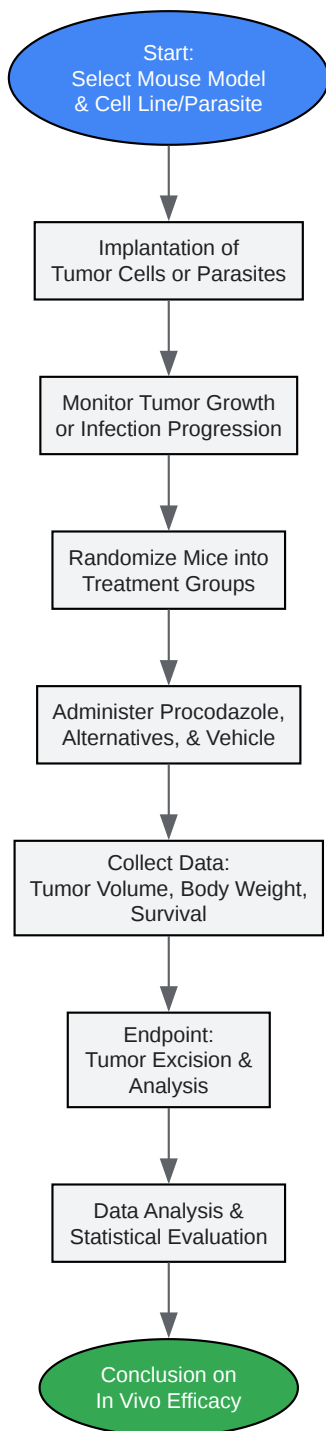 Start:
Select Mouse Model
& Cell Line/Parasite
Implantation of
Tumor Cells or Parasites
Monitor Tumor Growth
or Infection Progression
Randomize Mice into
Treatment Groups
Administer Procodazole,
Alternatives, & Vehicle
Collect Data:
Tumor Volume, Body Weight,
Survival
Endpoint:
Tumor Excision &
Analysis
Data Analysis &
Statistical Evaluation
Conclusion on
In Vivo Efficacy